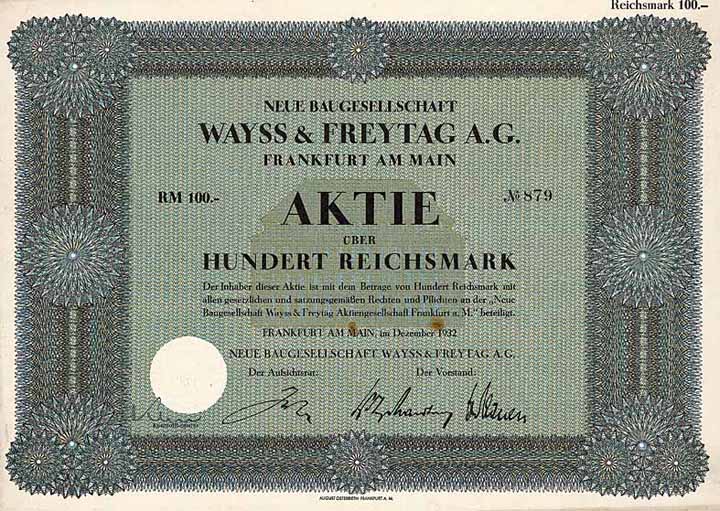 Reichsmark 100.–
NEUE BAUGESELLSCHAFT
WAYSS & FREYTAG A.G.
FRANKFURT AM MAIN
RM 100.- AKTIE № 879
ÜBER
HUNDERT REICHSMARK
Der Inhaber dieser Aktie ist mit dem Betrage von Hundert Reichsmark mit
allen gesetzlichen und satzungsgemäßen Rechten und Pflichten an der „Neue
Baugesellschaft Wayss & Freytag Aktiengesellschaft Frankfurt a. M.“ beteiligt.
FRANKFURT AM MAIN, im Dezember 1932
NEUE BAUGESELLSCHAFT WAYSS & FREYTAG A.G.
Der Aufsichtsrat: Der Vorstand:
AUGUST OSTERRIETH FRANKFURT A. M.